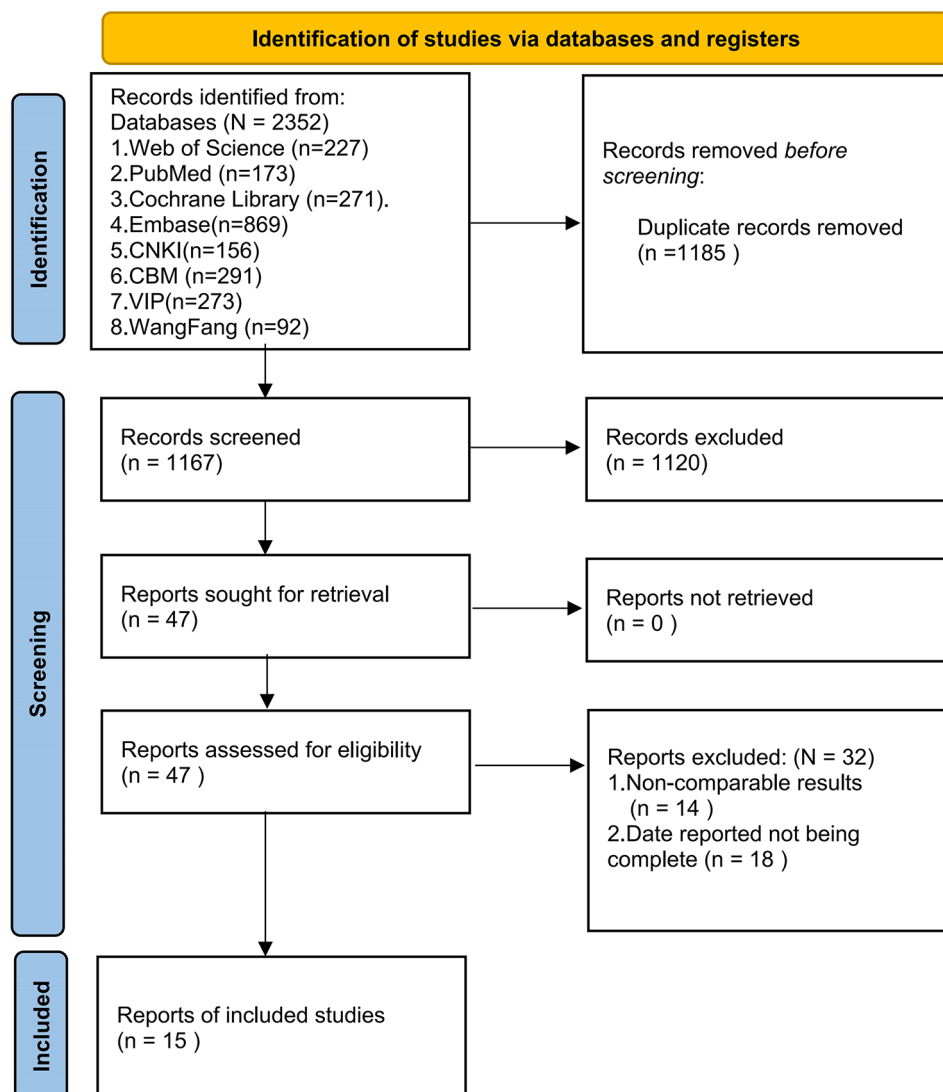 Identification of studies via databases and registers
Identification
Records identified from:
Databases (N = 2352)
1.Web of Science (n=227)
2.PubMed (n=173)
3.Cochrane Library (n=271).
4.Embase(n=869)
5.CNKI(n=156)
6.CBM (n=291)
7.VIP(n=273)
8.WangFang (n=92)
Records removed before
screening:
Duplicate records removed
(n =1185 )
Screening
Records screened
(n = 1167)
Records excluded
(n = 1120)
Reports sought for retrieval
(n = 47)
Reports not retrieved
(n = 0 )
Reports assessed for eligibility
(n = 47 )
Reports excluded: (N = 32)
1.Non-comparable results
(n = 14 )
2.Date reported not being
complete (n = 18 )
Included
Reports of included studies
(n = 15 )